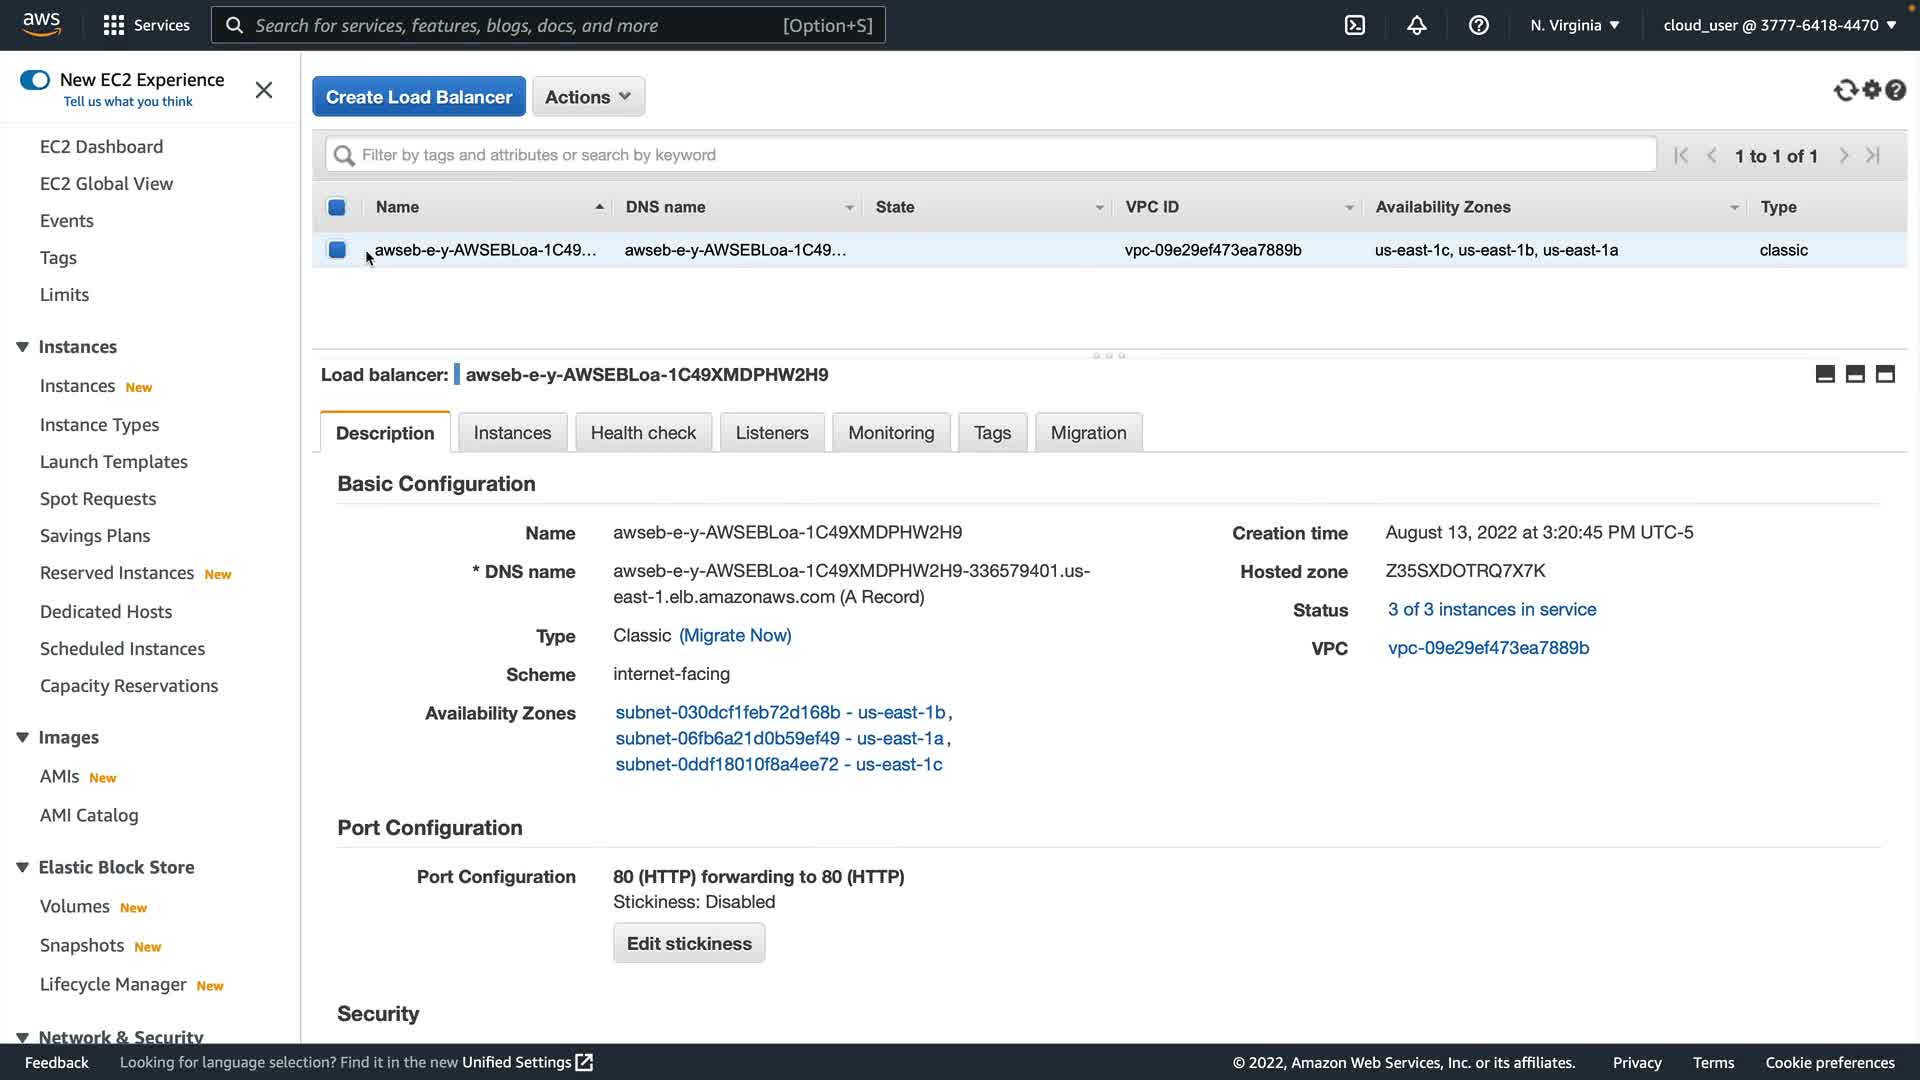 aws
Services
Search for services, features, blogs, docs, and more
[Option+S]
N. Virginia
cloud_user @ 3777-6418-4470
New EC2 Experience
Tell us what you think
EC2 Dashboard
EC2 Global View
Events
Tags
Limits
Instances
Instances New
Instance Types
Launch Templates
Spot Requests
Savings Plans
Reserved Instances New
Dedicated Hosts
Scheduled Instances
Capacity Reservations
Images
AMIs New
AMI Catalog
Elastic Block Store
Volumes New
Snapshots New
Lifecycle Manager New
Network & Security
Create Load Balancer
Actions
Filter by tags and attributes or search by keyword
1 to 1 of 1
Name DNS name State VPC ID Availability Zones Type
awseb-e-y-AWSEBLoa-1C49... awseb-e-y-AWSEBLoa-1C49... vpc-09e29ef473ea7889b us-east-1c, us-east-1b, us-east-1a classic
Load balancer: awseb-e-y-AWSEBLoa-1C49XMDPHW2H9
Description Instances Health check Listeners Monitoring Tags Migration
Basic Configuration
Name awseb-e-y-AWSEBLoa-1C49XMDPHW2H9
* DNS name awseb-e-y-AWSEBLoa-1C49XMDPHW2H9-336579401.us-
east-1.elb.amazonaws.com (A Record)
Type Classic (Migrate Now)
Scheme internet-facing
Availability Zones subnet-030dcf1feb72d168b - us-east-1b,
subnet-06fb6a21d0b59ef49 - us-east-1a,
subnet-0ddf18010f8a4ee72 - us-east-1c
Creation time August 13, 2022 at 3:20:45 PM UTC-5
Hosted zone Z35SXDOTRQ7X7K
Status 3 of 3 instances in service
VPC vpc-09e29ef473ea7889b
Port Configuration
Port Configuration 80 (HTTP) forwarding to 80 (HTTP)
Stickiness: Disabled
Edit stickiness
Security
Feedback
Looking for language selection? Find it in the new Unified Settings
© 2022, Amazon Web Services, Inc. or its affiliates.
Privacy
Terms
Cookie preferences